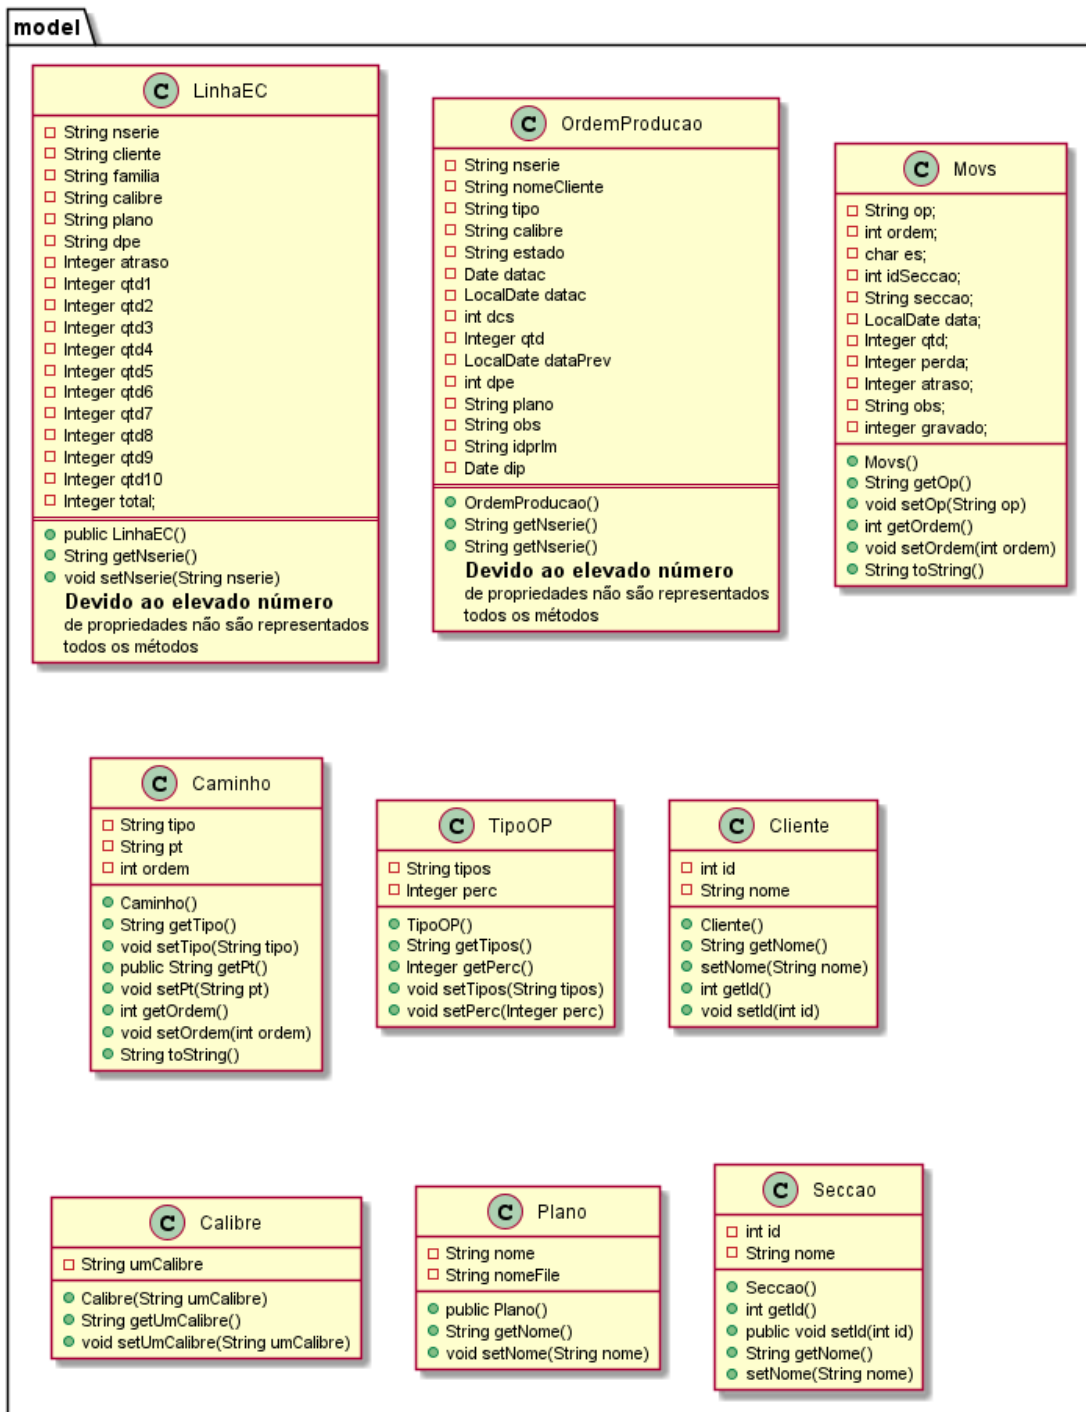 model
C LinhaEC
String nserie
String cliente
String familia
String calibre
String plano
String dpe
Integer atraso
Integer qtd1
Integer qtd2
Integer qtd3
Integer qtd4
Integer qtd5
Integer qtd6
Integer qtd7
Integer qtd8
Integer qtd9
Integer qtd10
Integer total;
public LinhaEC()
String getNserie()
void setNserie(String nserie)
Devido ao elevado número
de propriedades não são representados
todos os métodos
C OrdemProducao
String nserie
String nomeCliente
String tipo
String calibre
String estado
Date datac
LocalDate datac
int dcs
Integer qtd
LocalDate dataPrev
int dpe
String plano
String obs
String idprlm
Date dip
OrdemProducao()
String getNserie()
String getNserie()
Devido ao elevado número
de propriedades não são representados
todos os métodos
C Movs
String op;
int ordem;
char es;
int idSeccao;
String seccao;
LocalDate data;
Integer qtd;
Integer perda;
Integer atraso;
String obs;
integer gravado;
Movs()
String getOp()
void setOp(String op)
int getOrdem()
void setOrdem(int ordem)
String toString()
C Caminho
String tipo
String pt
int ordem
Caminho()
String getTipo()
void setTipo(String tipo)
public String getPt()
void setPt(String pt)
int getOrdem()
void setOrdem(int ordem)
String toString()
C TipoOP
String tipos
Integer perc
TipoOP()
String getTipos()
Integer getPerc()
void setTipos(String tipos)
void setPerc(Integer perc)
C Cliente
int id
String nome
Cliente()
String getNome()
setNome(String nome)
int getId()
void setId(int id)
C Calibre
String umCalibre
Calibre(String umCalibre)
String getUmCalibre()
void setUmCalibre(String umCalibre)
C Plano
String nome
String nomeFile
public Plano()
String getNome()
void setNome(String nome)
C Seccao
int id
String nome
Seccao()
int getId()
public void setId(int id)
String getNome()
setNome(String nome)